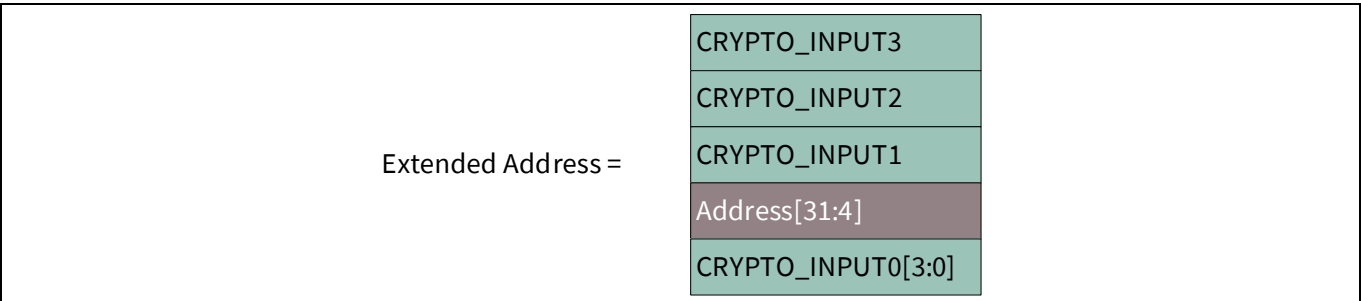 CRYPTO_INPUT3
CRYPTO_INPUT2
Extended Address =
CRYPTO_INPUT1
Address[31:4]
CRYPTO_INPUT0[3:0]